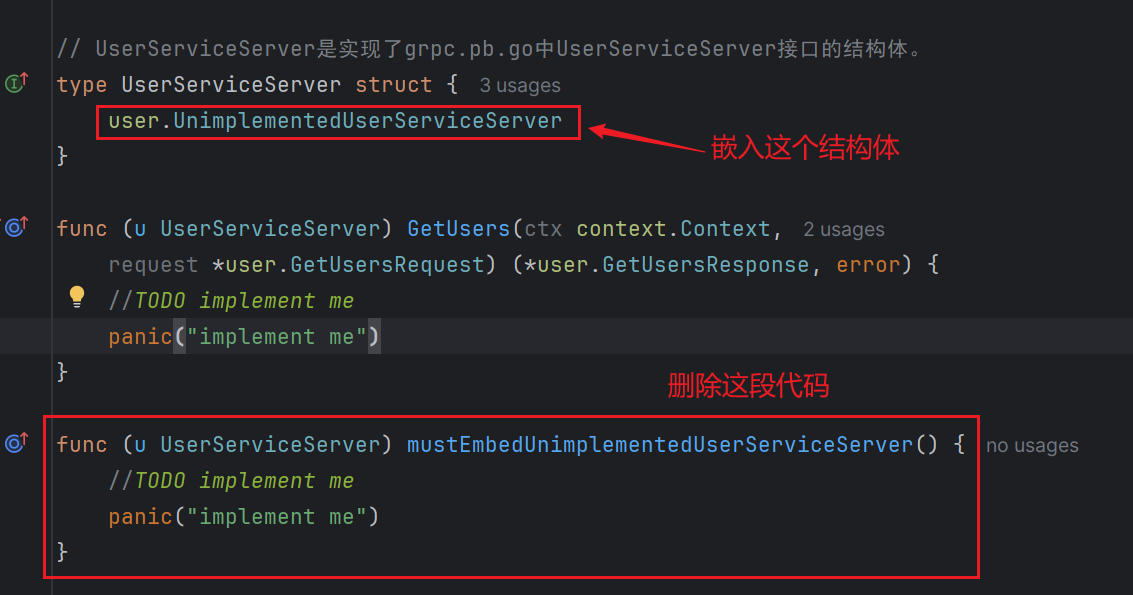 // UserServiceServer是实现了grpc.pb.go中UserServiceServer接口的结构体。
type UserServiceServer struct { 3 usages
user.UnimplementedUserServiceServer
嵌入这个结构体
}
func (u UserServiceServer) GetUsers(ctx context.Context, 2 usages
request *user.GetUsersRequest) (*user.GetUsersResponse, error) {
//TODO implement me
panic("implement me")
}
删除这段代码
func (u UserServiceServer) mustEmbedUnimplementedUserServiceServer() { no usages
//TODO implement me
panic("implement me")
}